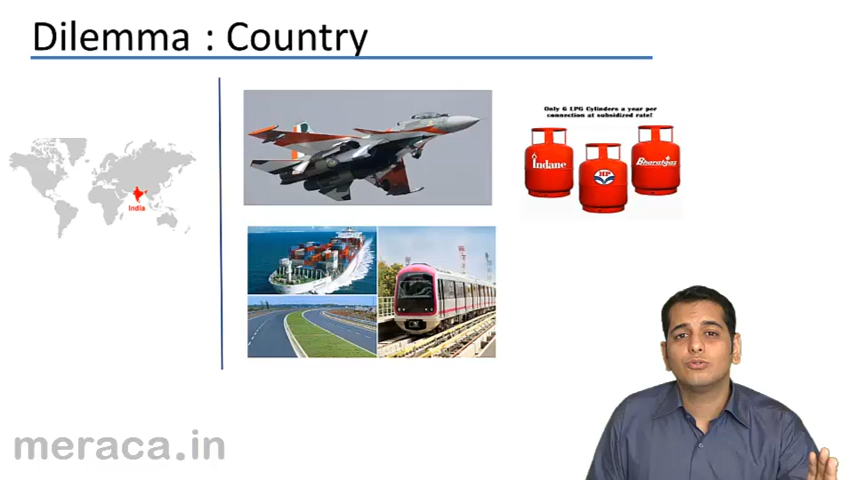 Dilemma : Country
Only 6 LPG Cylinders a year per
connection at subsidized rate!
Indane
HP
Bharatgas
India
meraca.in